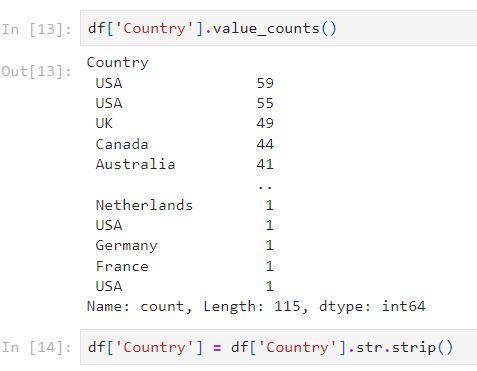 In [13]: df['Country'].value_counts()
Out[13]: Country
USA 59
USA 55
UK 49
Canada 44
Australia 41
..
Netherlands 1
USA 1
Germany 1
France 1
USA 1
Name: count, Length: 115, dtype: int64
In [14]: df['Country'] = df['Country'].str.strip()